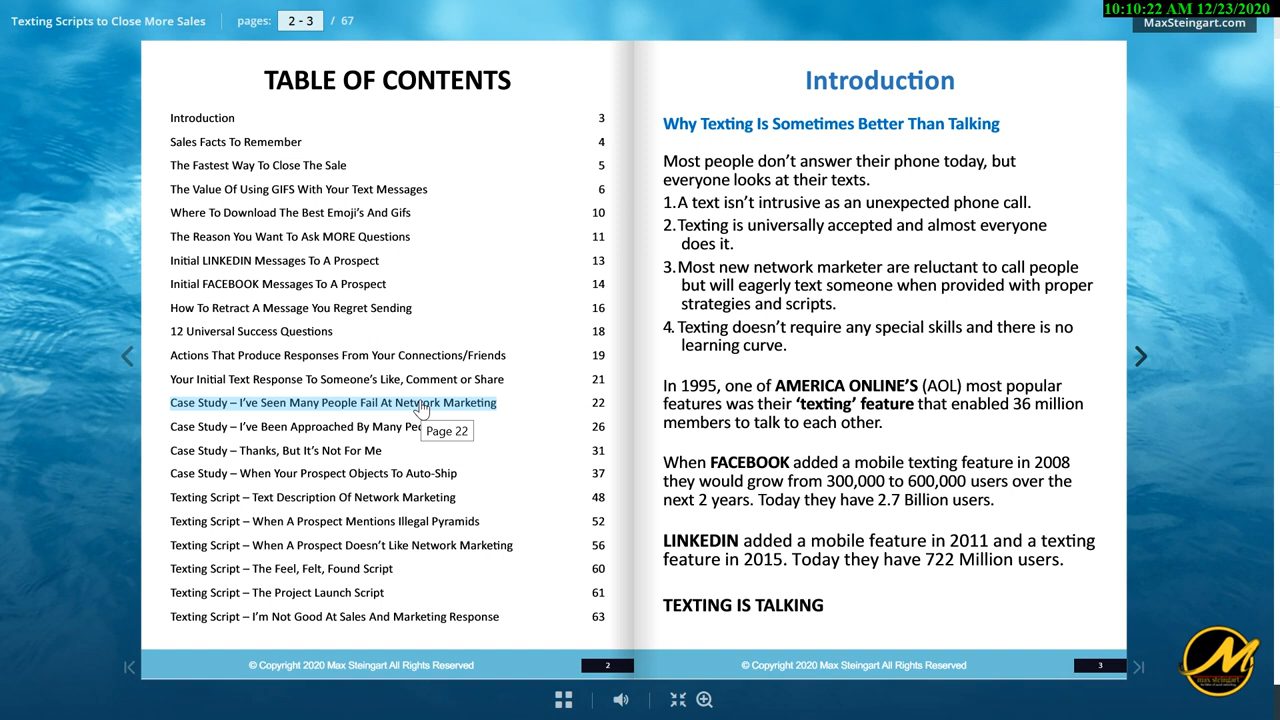 Texting Scripts to Close More Sales
pages: 2 - 3 / 67
10:10:22 AM 12/23/2020
MaxSteingart.com
TABLE OF CONTENTS
Introduction 3
Sales Facts To Remember 4
The Fastest Way To Close The Sale 5
The Value Of Using GIFS With Your Text Messages 6
Where To Download The Best Emoji's And Gifs 10
The Reason You Want To Ask MORE Questions 11
Initial LINKEDIN Messages To A Prospect 13
Initial FACEBOOK Messages To A Prospect 14
How To Retract A Message You Regret Sending 16
12 Universal Success Questions 18
Actions That Produce Responses From Your Connections/Friends 19
Your Initial Text Response To Someone's Like, Comment or Share 21
Case Study – I've Seen Many People Fail At Network Marketing 22
Case Study – I've Been Approached By Many 26
Page 22
Case Study – Thanks, But It's Not For Me 31
Case Study – When Your Prospect Objects To Auto-Ship 37
Texting Script – Text Description Of Network Marketing 48
Texting Script – When A Prospect Mentions Illegal Pyramids 52
Texting Script – When A Prospect Doesn't Like Network Marketing 56
Texting Script – The Feel, Felt, Found Script 60
Texting Script – The Project Launch Script 61
Texting Script – I'm Not Good At Sales And Marketing Response 63
© Copyright 2020 Max Steingart All Rights Reserved 2
Introduction
Why Texting Is Sometimes Better Than Talking
Most people don't answer their phone today, but
everyone looks at their texts.
1. A text isn't intrusive as an unexpected phone call.
2. Texting is universally accepted and almost everyone
does it.
3. Most new network marketer are reluctant to call people
but will eagerly text someone when provided with proper
strategies and scripts.
4. Texting doesn't require any special skills and there is no
learning curve.
In 1995, one of AMERICA ONLINE'S (AOL) most popular
features was their 'texting' feature that enabled 36 million
members to talk to each other.
When FACEBOOK added a mobile texting feature in 2008
they would grow from 300,000 to 600,000 users over the
next 2 years. Today they have 2.7 Billion users.
LINKEDIN added a mobile feature in 2011 and a texting
feature in 2015. Today they have 722 Million users.
TEXTING IS TALKING
© Copyright 2020 Max Steingart All Rights Reserved 3
max steingart